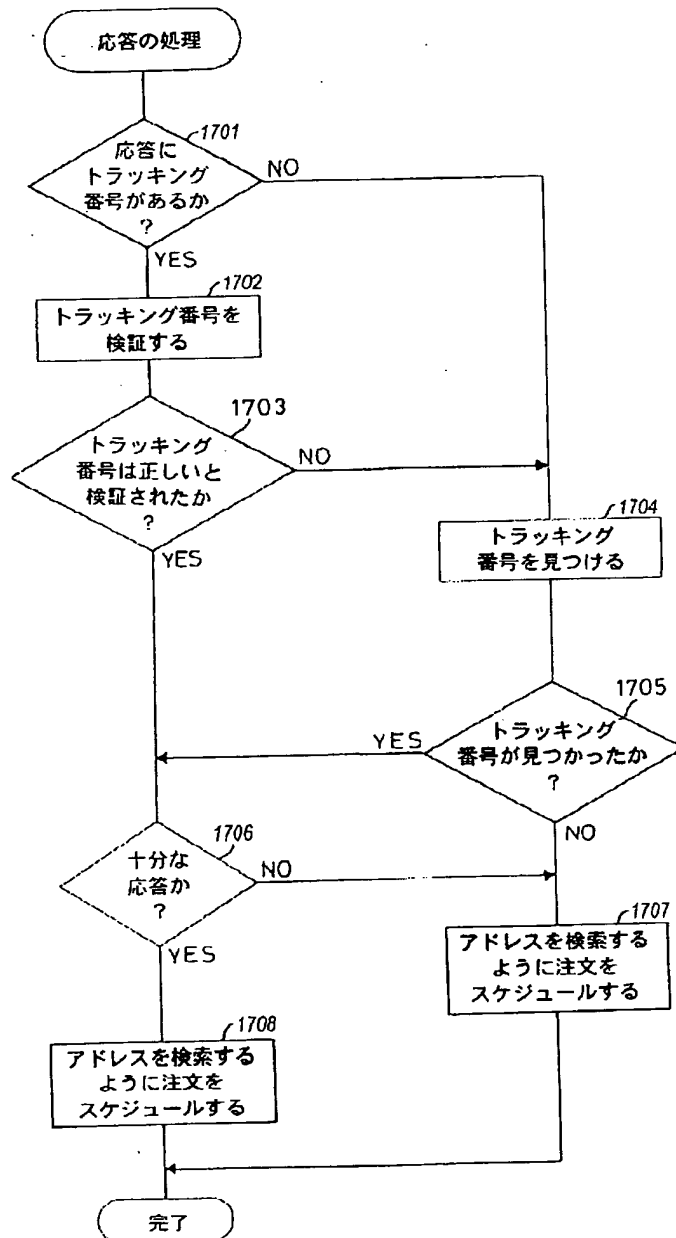 応答の処理
1701
応答に
トラッキング
番号があるか
?
NO
YES
1702
トラッキング番号を
検証する
1703
トラッキング
番号は正しいと
検証されたか
?
NO
YES
1704
トラッキング
番号を見つける
1705
トラッキング
番号が見つかったか
?
YES
NO
1706
十分な
応答か
?
NO
YES
1707
アドレスを検索する
ように注文を
スケジュールする
1708
アドレスを検索する
ように注文を
スケジュールする
完了